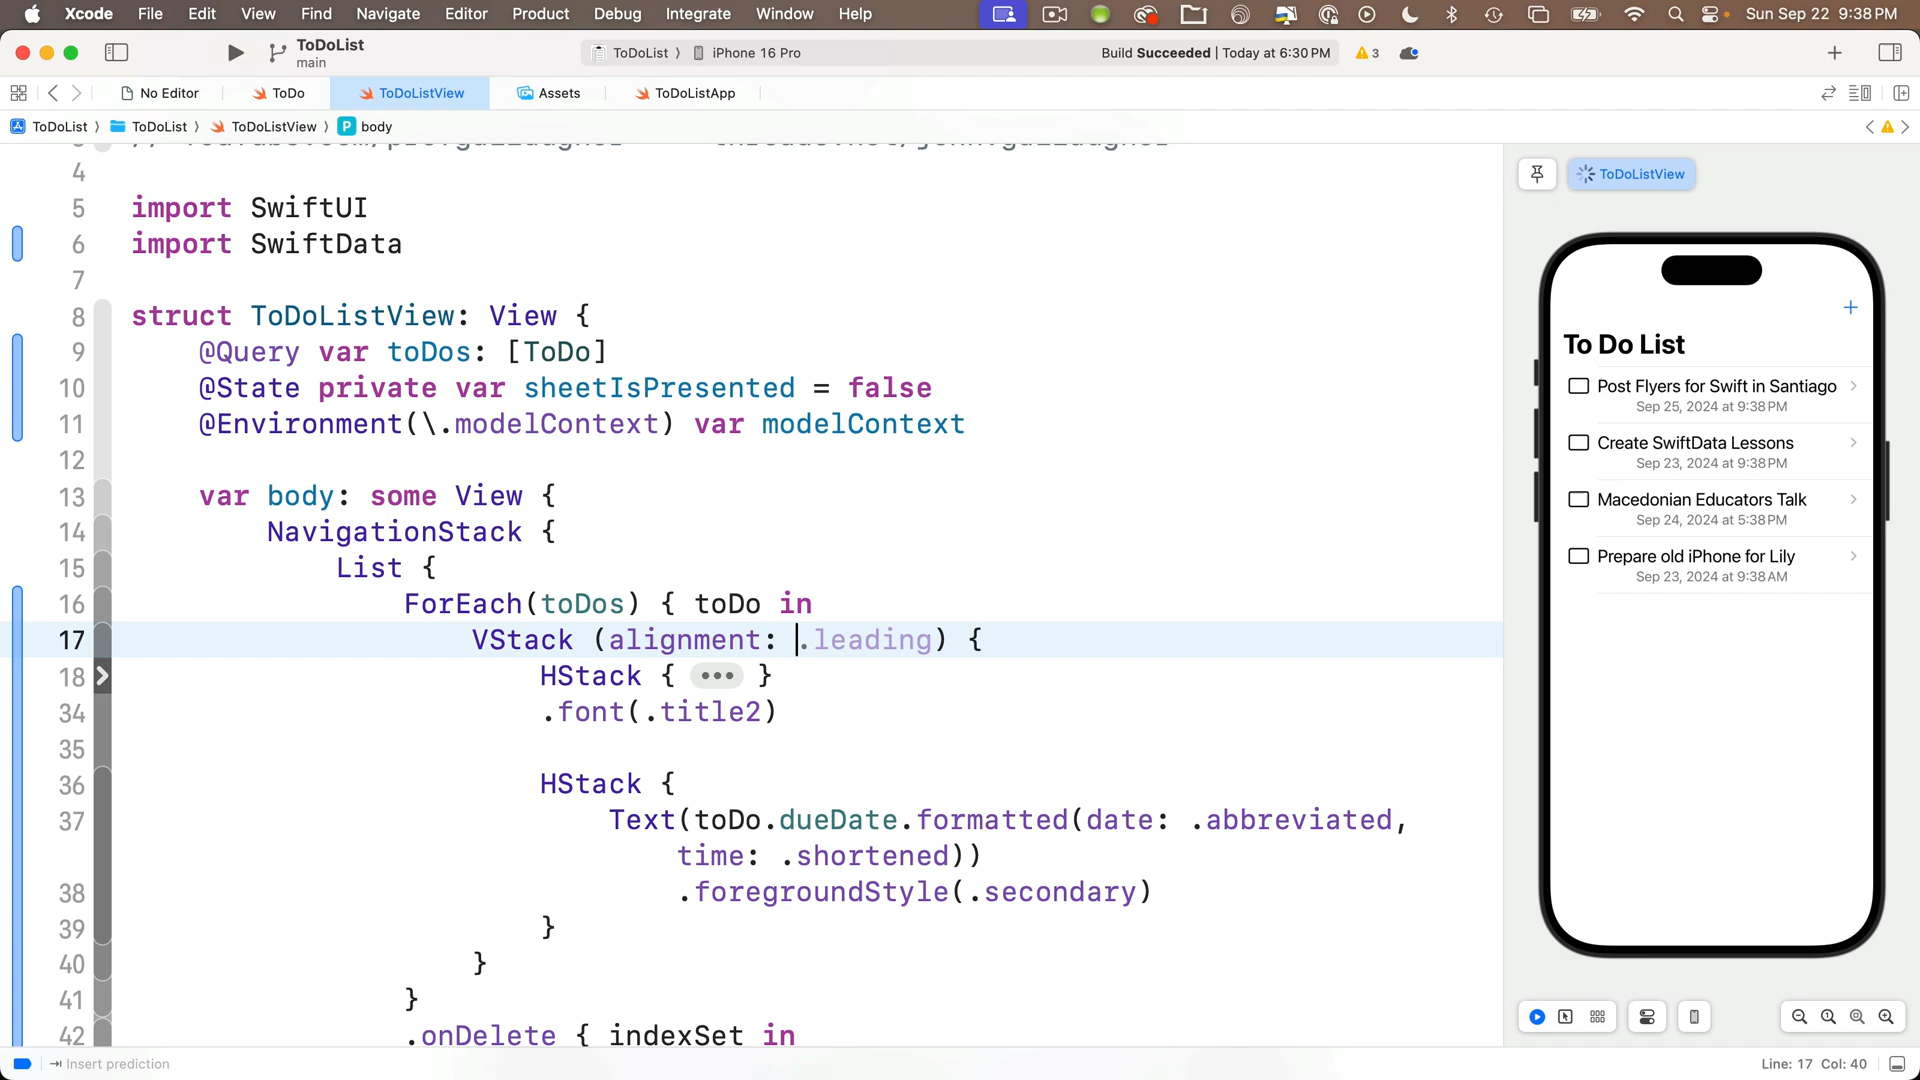 Xcode File Edit View Find Navigate Editor Product Debug Integrate Window Help Sun Sep 22 9:38 PM
ToDoList
main
ToDoList 〉 iPhone 16 Pro
Build Succeeded | Today at 6:30 PM
3
No Editor
ToDo
ToDoListView
Assets
ToDoListApp
ToDoList 〉 ToDoList 〉 ToDoListView 〉 P body
4
5 import SwiftUI
6 import SwiftData
7
8 struct ToDoListView: View {
9 @Query var toDos: [ToDo]
10 @State private var sheetIsPresented = false
11 @Environment(\.modelContext) var modelContext
12
13 var body: some View {
14 NavigationStack {
15 List {
16 ForEach(toDos) { toDo in
17 VStack (alignment: .leading) {
18 HStack { ••• }
34 .font(.title2)
35
36 HStack {
37 Text(toDo.dueDate.formatted(date: .abbreviated,
time: .shortened))
38 .foregroundStyle(.secondary)
39 }
40 }
41 }
42 .onDelete { indexSet in
Insert prediction
Line: 17 Col: 40
ToDoListView
+
To Do List
Post Flyers for Swift in Santiago
Sep 25, 2024 at 9:38 PM
Create SwiftData Lessons
Sep 23, 2024 at 9:38 PM
Macedonian Educators Talk
Sep 24, 2024 at 5:38 PM
Prepare old iPhone for Lily
Sep 23, 2024 at 9:38 AM